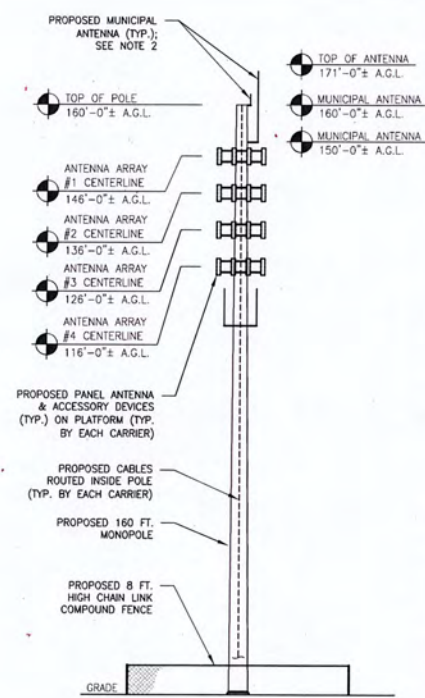 PROPOSED MUNICIPAL
ANTENNA (TYP.);
SEE NOTE 2
TOP OF ANTENNA
171'-0"± A.G.L.
TOP OF POLE
160'-0"± A.G.L.
MUNICIPAL ANTENNA
160'-0"± A.G.L.
MUNICIPAL ANTENNA
150'-0"± A.G.L.
ANTENNA ARRAY
#1 CENTERLINE
146'-0"± A.G.L.
ANTENNA ARRAY
#2 CENTERLINE
136'-0"± A.G.L.
ANTENNA ARRAY
#3 CENTERLINE
126'-0"± A.G.L.
ANTENNA ARRAY
#4 CENTERLINE
116'-0"± A.G.L.
PROPOSED PANEL ANTENNA
& ACCESSORY DEVICES
(TYP.) ON PLATFORM (TYP.
BY EACH CARRIER)
PROPOSED CABLES
ROUTED INSIDE POLE
(TYP. BY EACH CARRIER)
PROPOSED 160 FT.
MONOPOLE
PROPOSED 8 FT.
HIGH CHAIN LINK
COMPOUND FENCE
GRADE